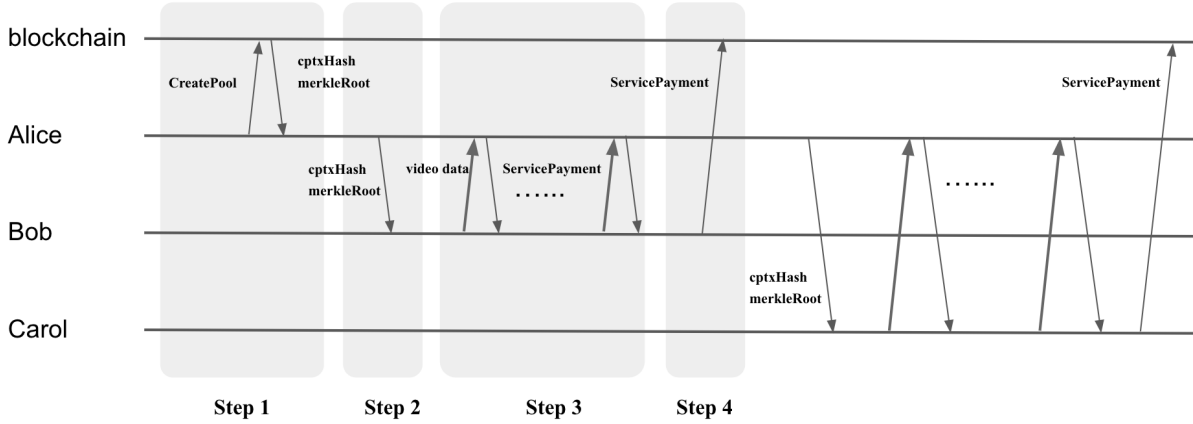 blockchain
CreatePool
cptxHash
merkleRoot
ServicePayment
ServicePayment
Alice
cptxHash
merkleRoot
video data
ServicePayment
......
......
Bob
cptxHash
merkleRoot
Carol
Step 1
Step 2
Step 3
Step 4